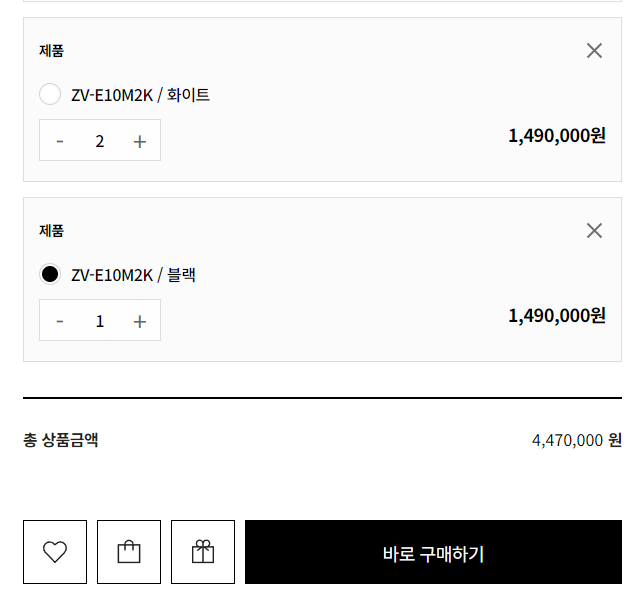 제품
ZV-E10M2K / 화이트
- 2 +
1,490,000원
제품
ZV-E10M2K / 블랙
- 1 +
1,490,000원
총 상품금액
4,470,000 원
바로 구매하기